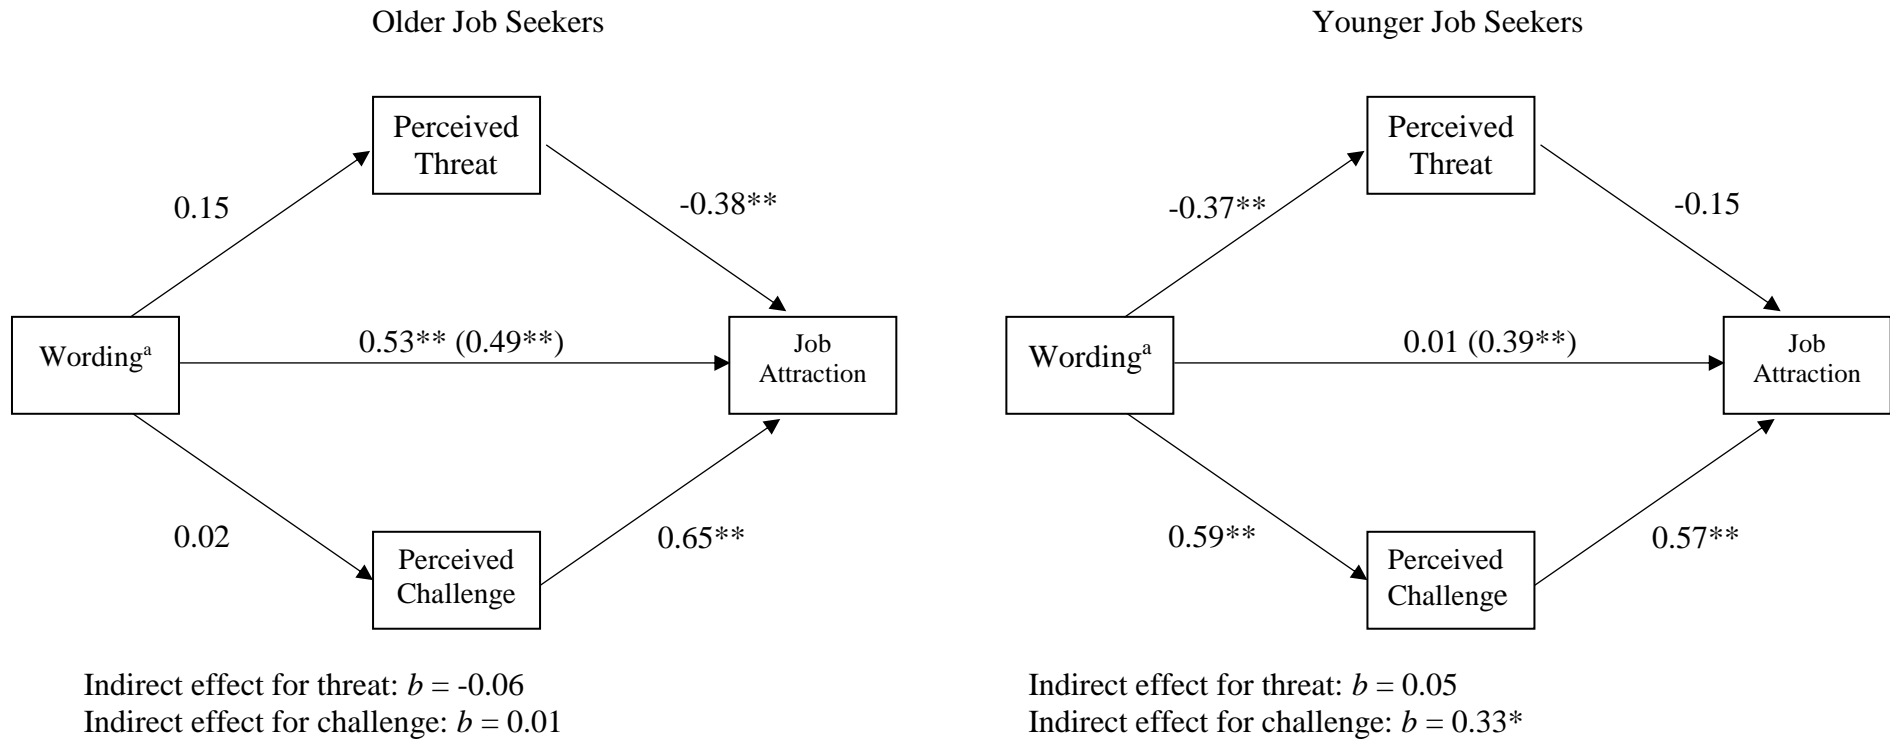 Older Job Seekers
Perceived
Threat
0.15
-0.38**
Wordingᵃ
0.53** (0.49**)
Job
Attraction
0.02
0.65**
Perceived
Challenge
Indirect effect for threat: b = -0.06
Indirect effect for challenge: b = 0.01
Younger Job Seekers
Perceived
Threat
-0.37**
-0.15
Wordingᵃ
0.01 (0.39**)
Job
Attraction
0.59**
0.57**
Perceived
Challenge
Indirect effect for threat: b = 0.05
Indirect effect for challenge: b = 0.33*